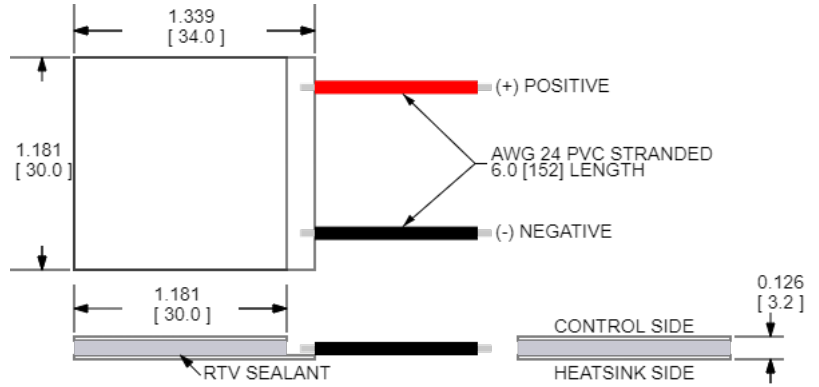 1.339
[ 34.0 ]
(+) POSITIVE
1.181
[ 30.0 ]
AWG 24 PVC STRANDED
6.0 [152] LENGTH
(-) NEGATIVE
1.181
[ 30.0 ]
0.126
[ 3.2 ]
CONTROL SIDE
RTV SEALANT
HEATSINK SIDE